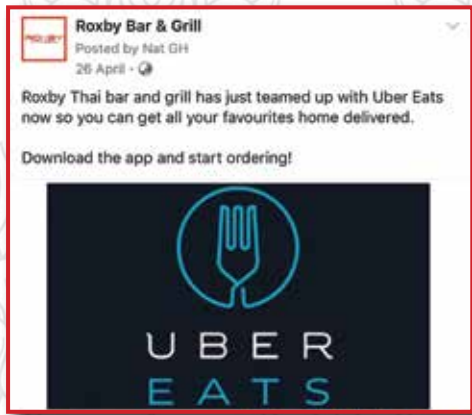 ROXBY
Roxby Bar & Grill
Posted by Nat GH
26 April ·
Roxby Thai bar and grill has just teamed up with Uber Eats
now so you can get all your favourites home delivered.
Download the app and start ordering!
UBER
EATS